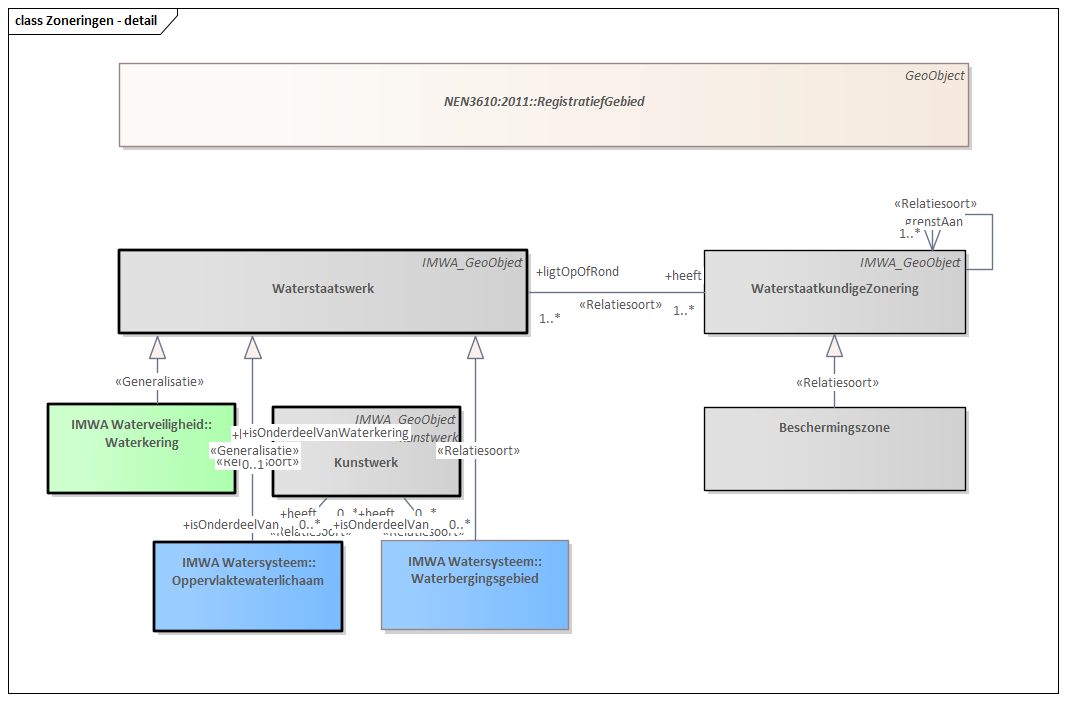 class Zoneringen - detail
GeoObject
NEN3610:2011::RegistratiefGebied
«Relatiesoort»
grenstAan
1..*
IMWA_GeoObject
Waterstaatswerk
+ligtOpOfRond
+heeft
«Relatiesoort»
1..*
1..*
IMWA_GeoObject
WaterstaatkundigeZonering
«Generalisatie»
«Relatiesoort»
IMWA Waterveiligheid::
Waterkering
IMWA_GeoObject
Kunstwerk
+isOnderdeelVanWaterkering
«Generalisatie»
0..1
«Relatiesoort»
Beschermingszone
+heeft
0..*
+heeft
0..*
+isOnderdeelVan
0..*
+isOnderdeelVan
0..*
«Relatiesoort»
«Relatiesoort»
IMWA Watersysteem::
Oppervlaktewaterlichaam
IMWA Watersysteem::
Waterbergingsgebied